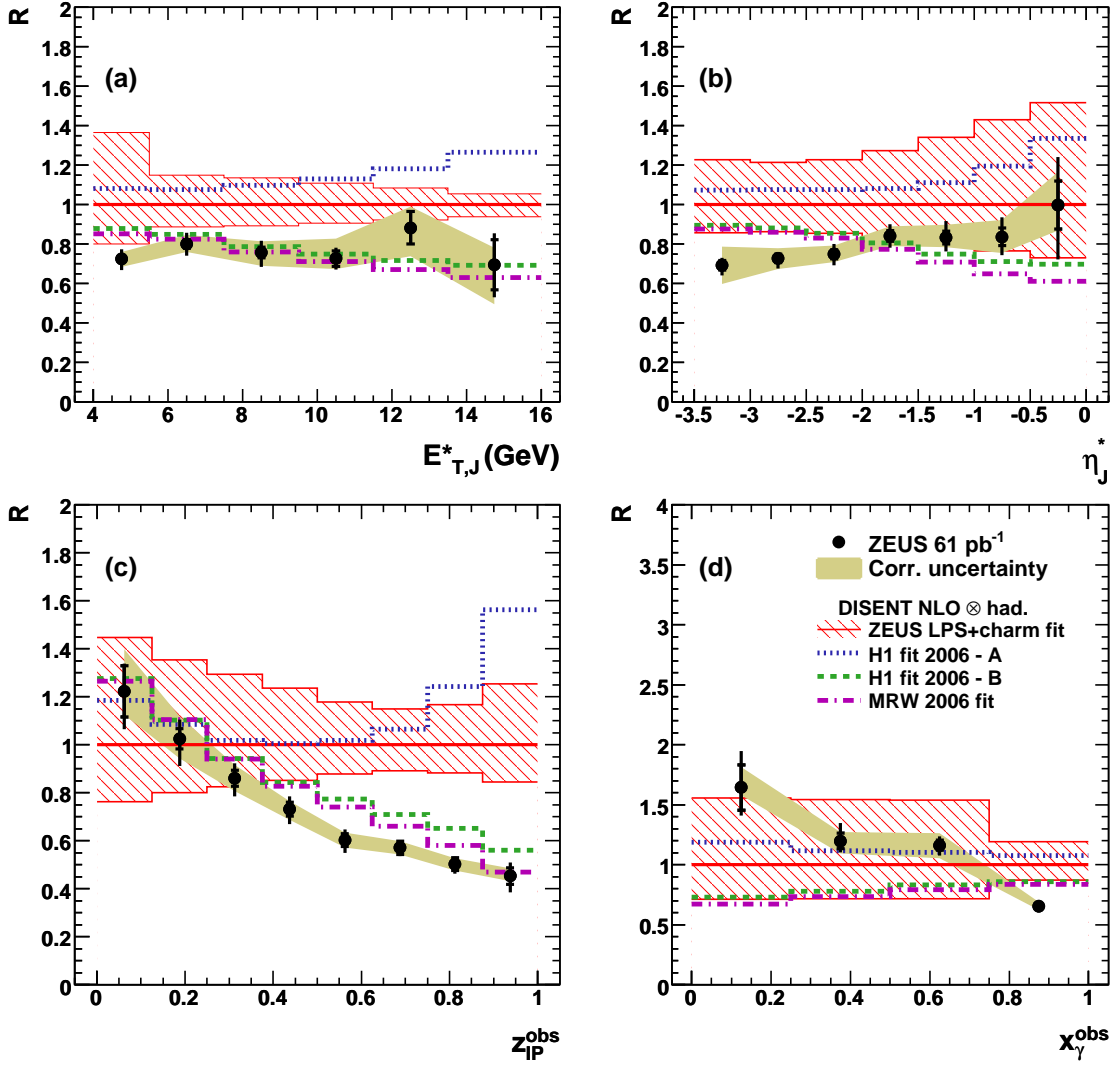 R
2
1.8
1.6
1.4
1.2
1
0.8
0.6
0.4
0.2
0
(a)
4 6 8 10 12 14 16
E*T,J (GeV)
R
2
1.8
1.6
1.4
1.2
1
0.8
0.6
0.4
0.2
0
(b)
-3.5 -3 -2.5 -2 -1.5 -1 -0.5 0
η*J
R
2
1.8
1.6
1.4
1.2
1
0.8
0.6
0.4
0.2
0
(c)
0 0.2 0.4 0.6 0.8 1
z_IP^obs
R
4
3.5
3
2.5
2
1.5
1
0.5
0
(d)
ZEUS 61 pb⁻¹
Corr. uncertainty
DISENT NLO ⊗ had.
ZEUS LPS+charm fit
H1 fit 2006 - A
H1 fit 2006 - B
MRW 2006 fit
0 0.2 0.4 0.6 0.8 1
x_γ^obs